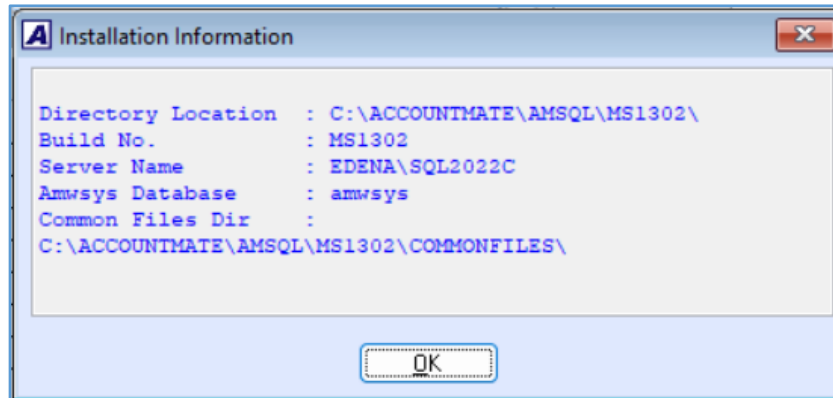 A Installation Information
Directory Location : C:\ACCOUNTMATE\AMSQL\MS1302\
Build No. : MS1302
Server Name : EDENA\SQL2022C
Amwsys Database : amwsys
Common Files Dir :
C:\ACCOUNTMATE\AMSQL\MS1302\COMMONFILES\
OK